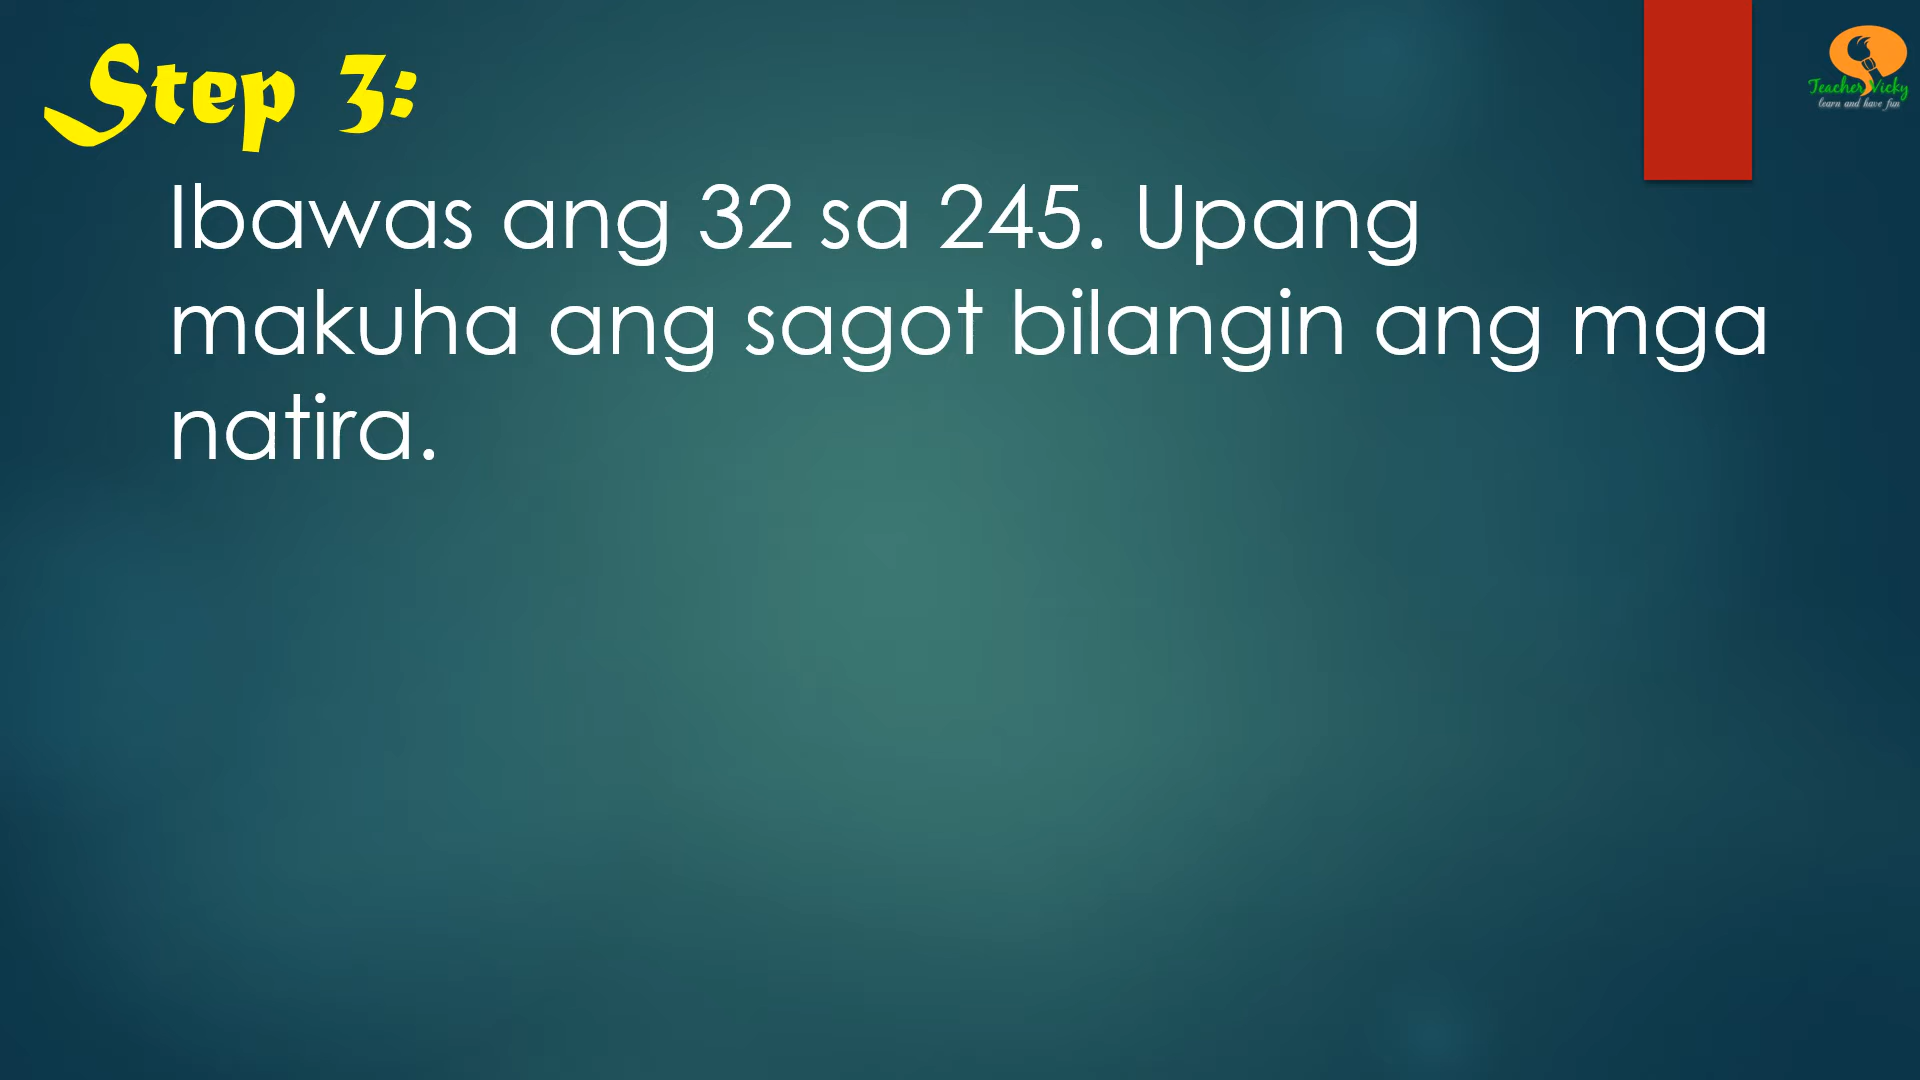 Step 3:
Teacher Vicky
learn and have fun
Ibawas ang 32 sa 245. Upang
makuha ang sagot bilangin ang mga
natira.